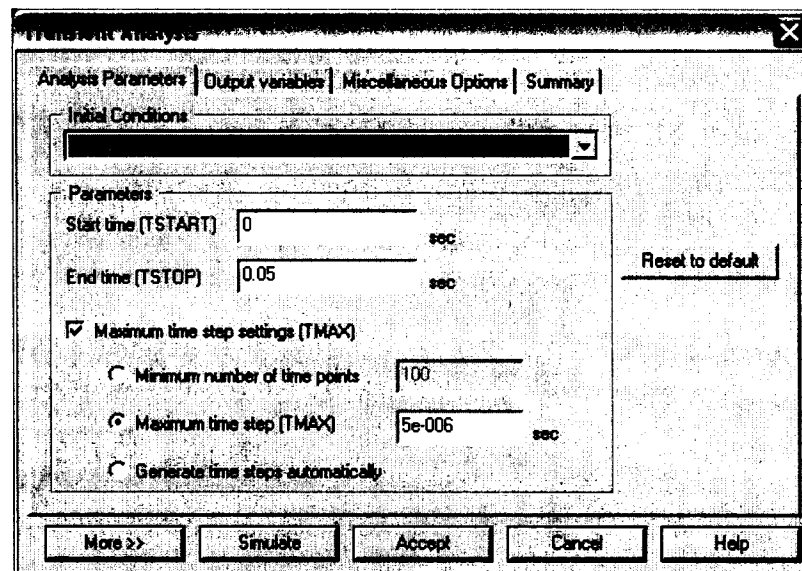 Transient Analysis
Analysis Parameters Output variables Miscellaneous Options Summary
Initial Conditions
Parameters
Start time (TSTART) 0 sec
Reset to default
End time (TSTOP) 0.05 sec
Maximum time step settings (TMAX)
Minimum number of time points 100
Maximum time step (TMAX) 5e-006 sec
Generate time steps automatically
More >> Simulate Accept Cancel Help